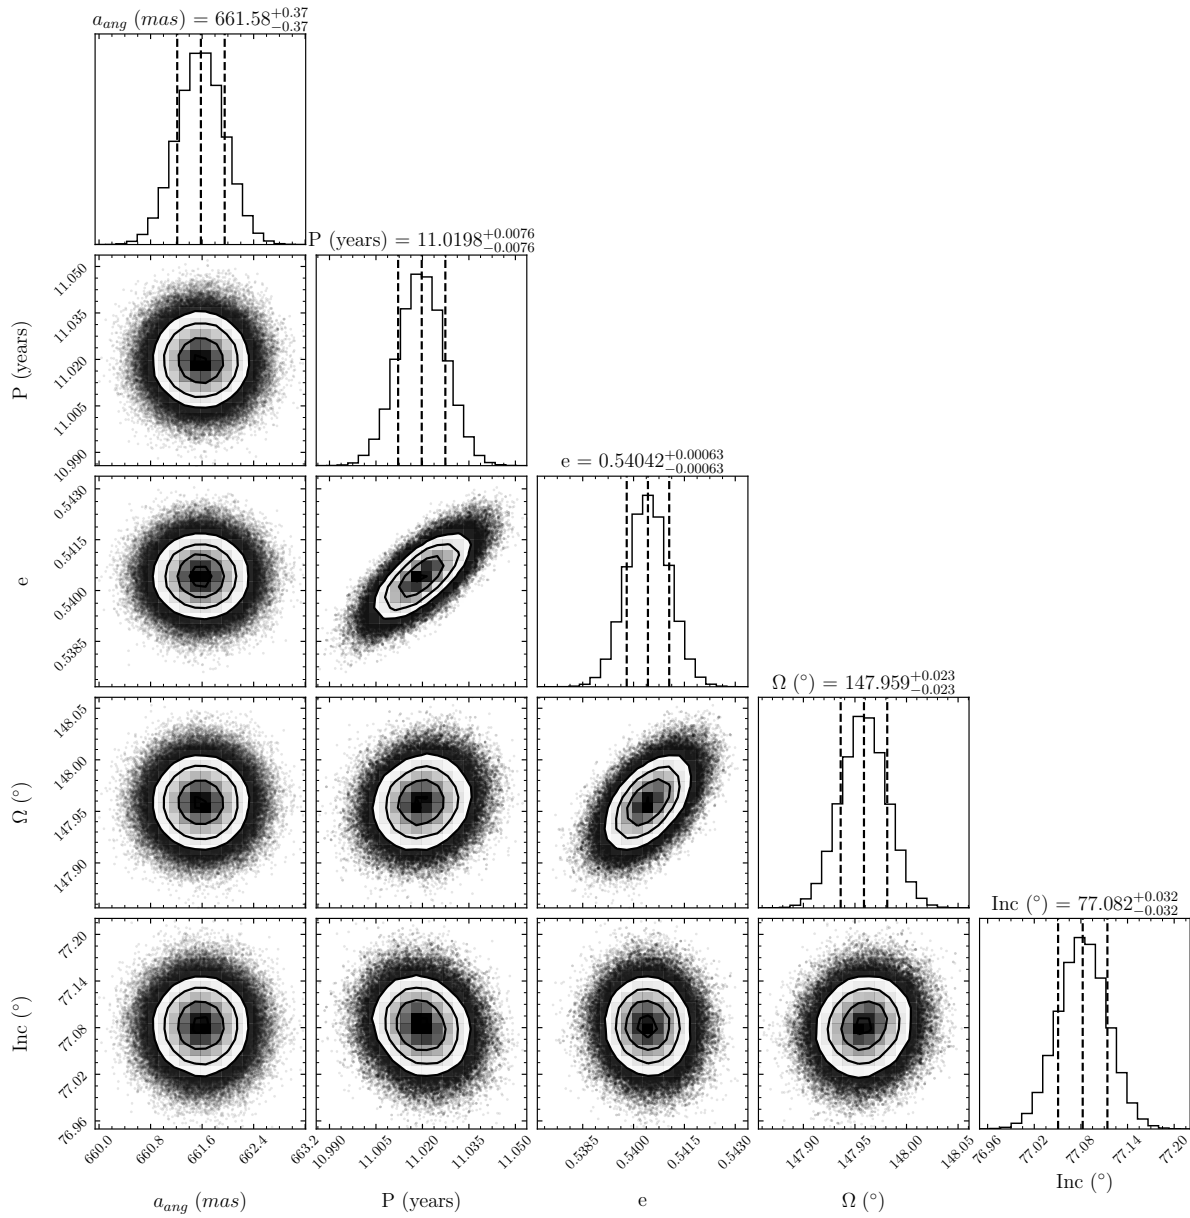 a_ang (mas) = 661.58 +0.37 −0.37
P (years) = 11.0198 +0.0076 −0.0076
11.050
11.035
11.020
11.005
10.990
P (years)
e = 0.54042 +0.00063 −0.00063
0.5430
0.5415
0.5400
0.5385
e
Ω (°) = 147.959 +0.023 −0.023
148.05
148.00
147.95
147.90
Ω (°)
Inc (°) = 77.082 +0.032 −0.032
77.20
77.14
77.08
77.02
76.96
Inc (°)
660.0 660.8 661.6 662.4 663.2
10.990 11.005 11.020 11.035 11.050
0.5385 0.5400 0.5415 0.5430
147.90 147.95 148.00 148.05
76.96 77.02 77.08 77.14 77.20
a_ang (mas)
P (years)
e
Ω (°)
Inc (°)